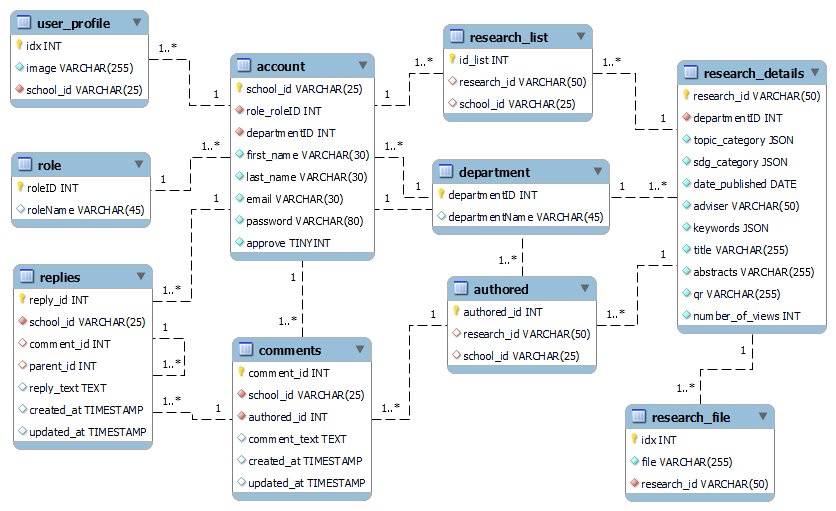 user_profile
idx INT
image VARCHAR(255)
school_id VARCHAR(25)
1..*
1
account
school_id VARCHAR(25)
role_roleID INT
departmentID INT
first_name VARCHAR(30)
last_name VARCHAR(30)
email VARCHAR(30)
password VARCHAR(80)
approve TINYINT
1
1..*
research_list
id_list INT
research_id VARCHAR(50)
school_id VARCHAR(25)
1..*
1
research_details
research_id VARCHAR(50)
departmentID INT
topic_category JSON
sdg_category JSON
date_published DATE
adviser VARCHAR(50)
keywords JSON
title VARCHAR(255)
abstracts VARCHAR(255)
qr VARCHAR(255)
number_of_views INT
role
roleID INT
roleName VARCHAR(45)
1
1..*
1..*
1
1
department
departmentID INT
departmentName VARCHAR(45)
1
1..*
replies
reply_id INT
school_id VARCHAR(25)
comment_id INT
parent_id INT
reply_text TEXT
created_at TIMESTAMP
updated_at TIMESTAMP
1
1..*
1
1..*
1..*
1
1
1..*
comments
comment_id INT
school_id VARCHAR(25)
authored_id INT
comment_text TEXT
created_at TIMESTAMP
updated_at TIMESTAMP
1..*
authored
authored_id INT
research_id VARCHAR(50)
school_id VARCHAR(25)
1
1..*
1..*
1
1
1..*
research_file
idx INT
file VARCHAR(255)
research_id VARCHAR(50)